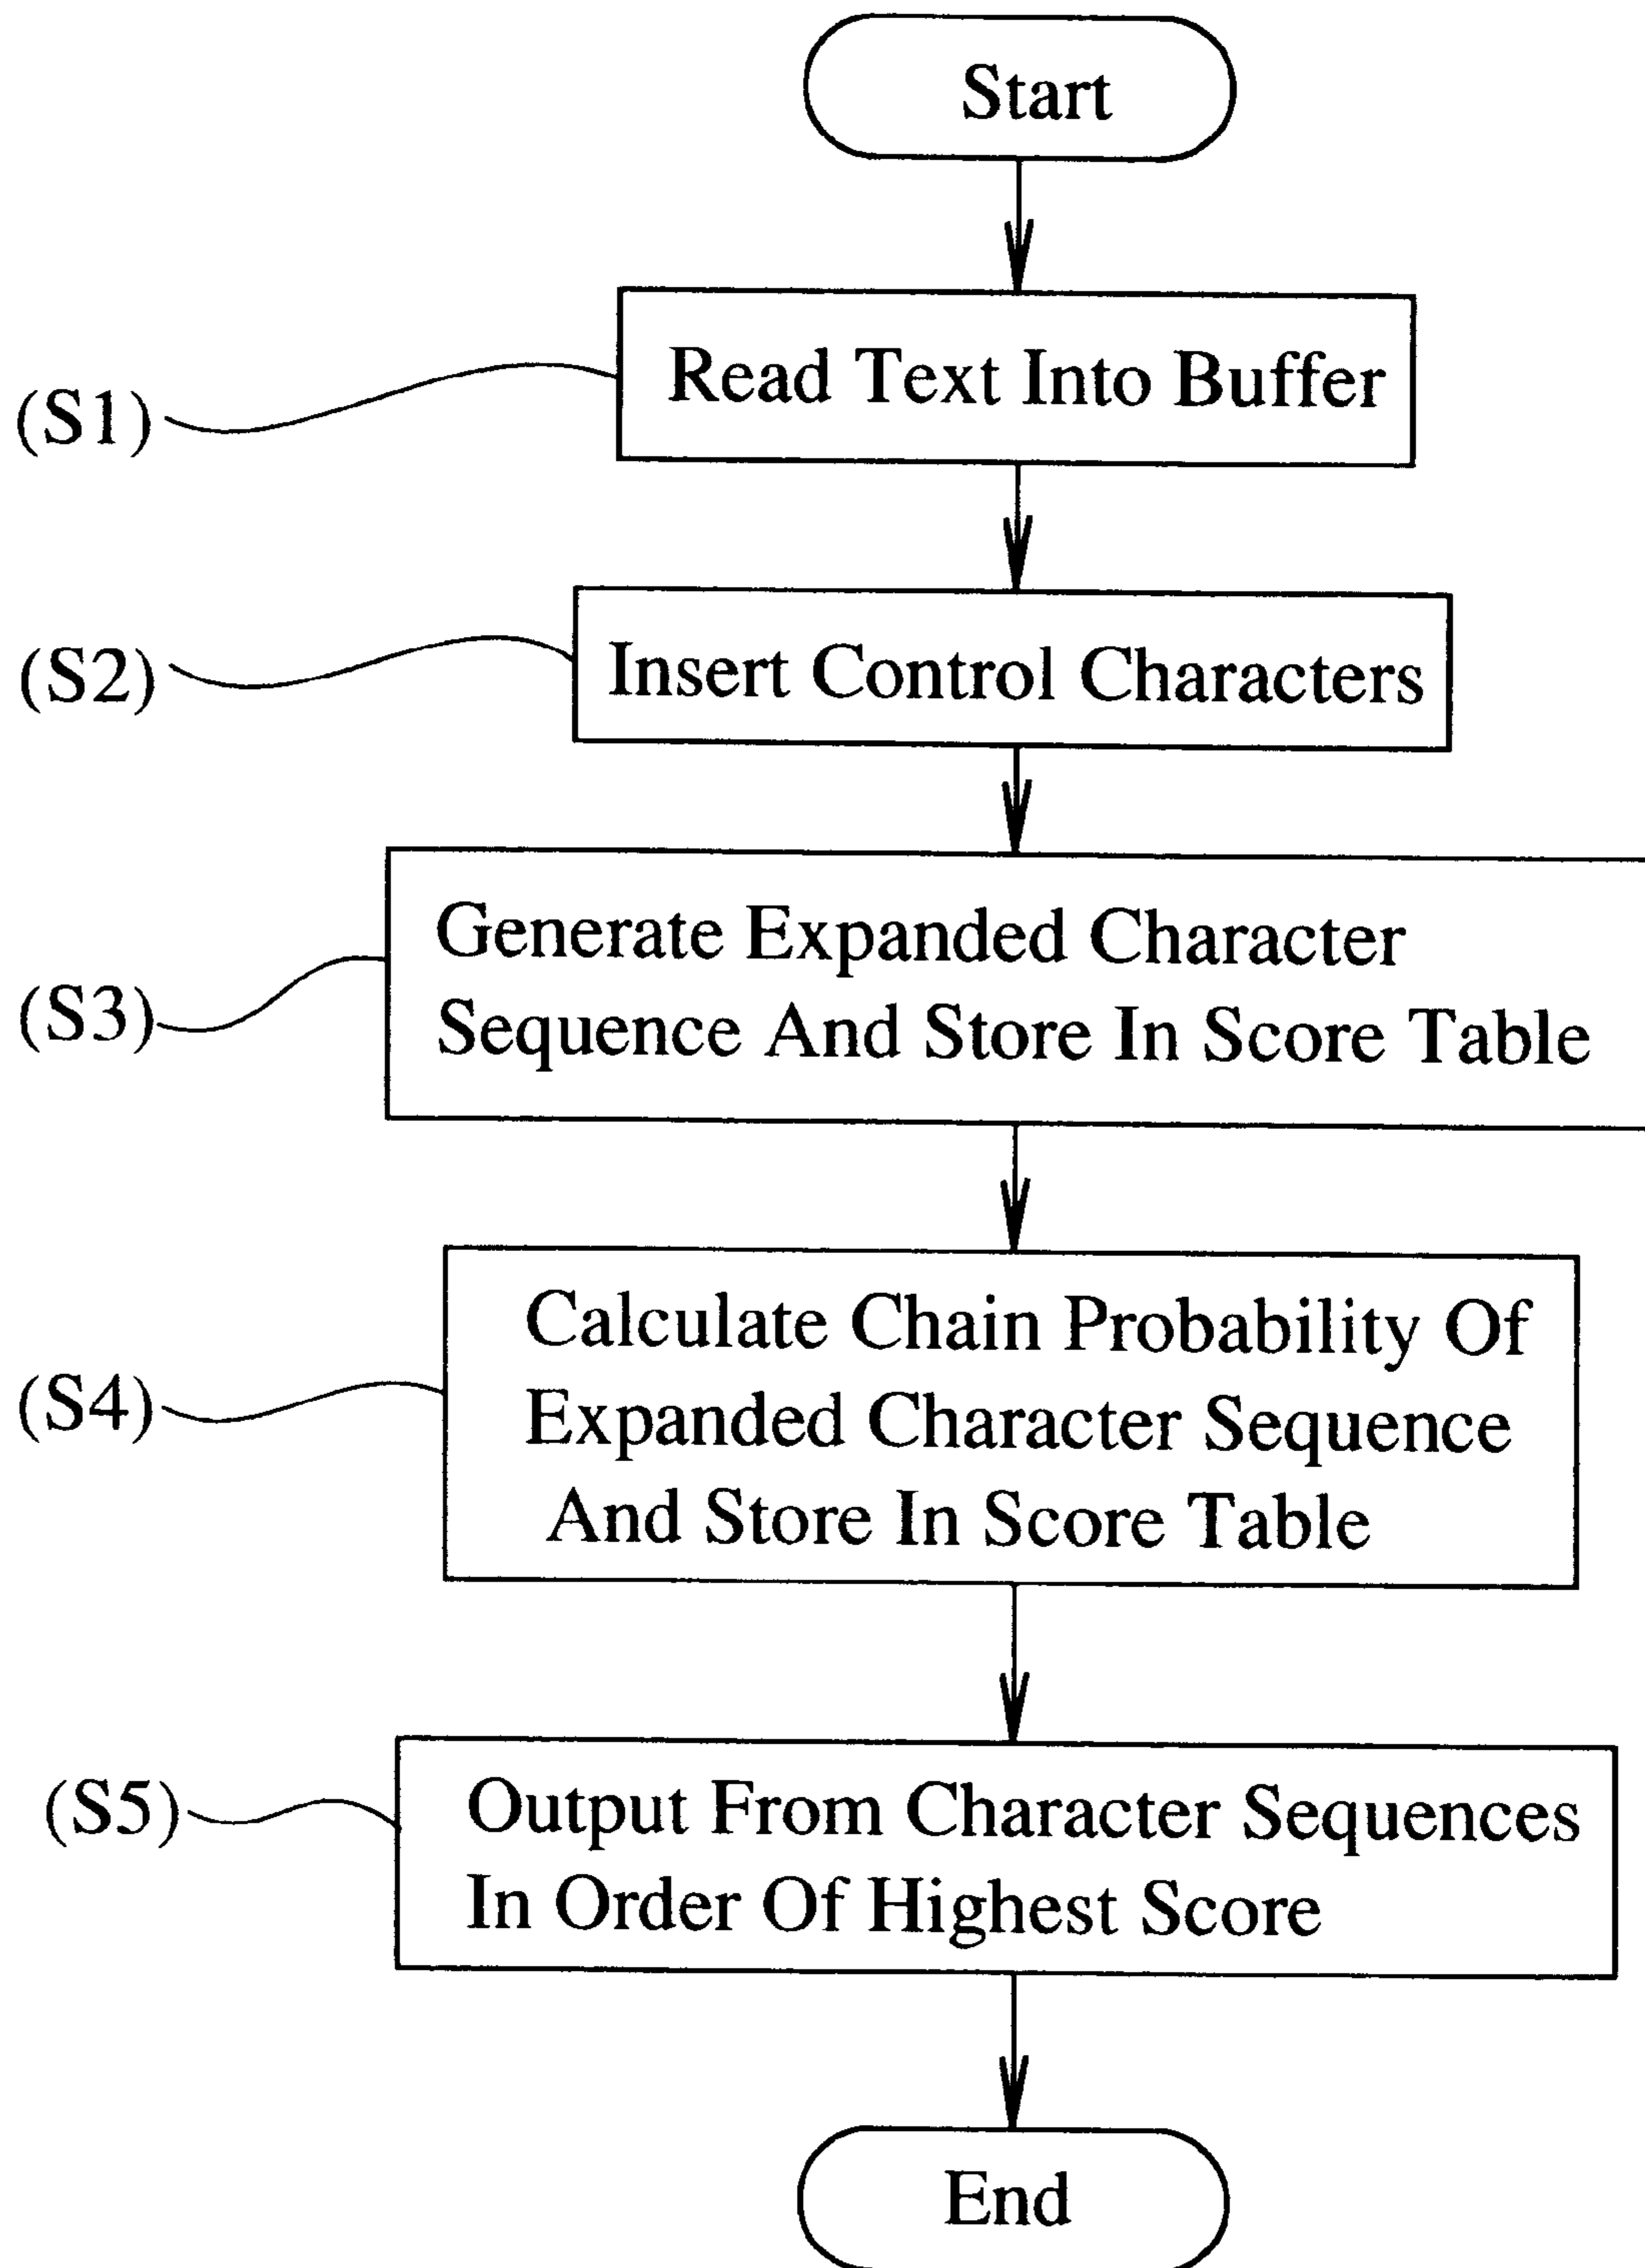 Start
(S1)
Read Text Into Buffer
(S2)
Insert Control Characters
(S3)
Generate Expanded Character
Sequence And Store In Score Table
(S4)
Calculate Chain Probability Of
Expanded Character Sequence
And Store In Score Table
(S5)
Output From Character Sequences
In Order Of Highest Score
End